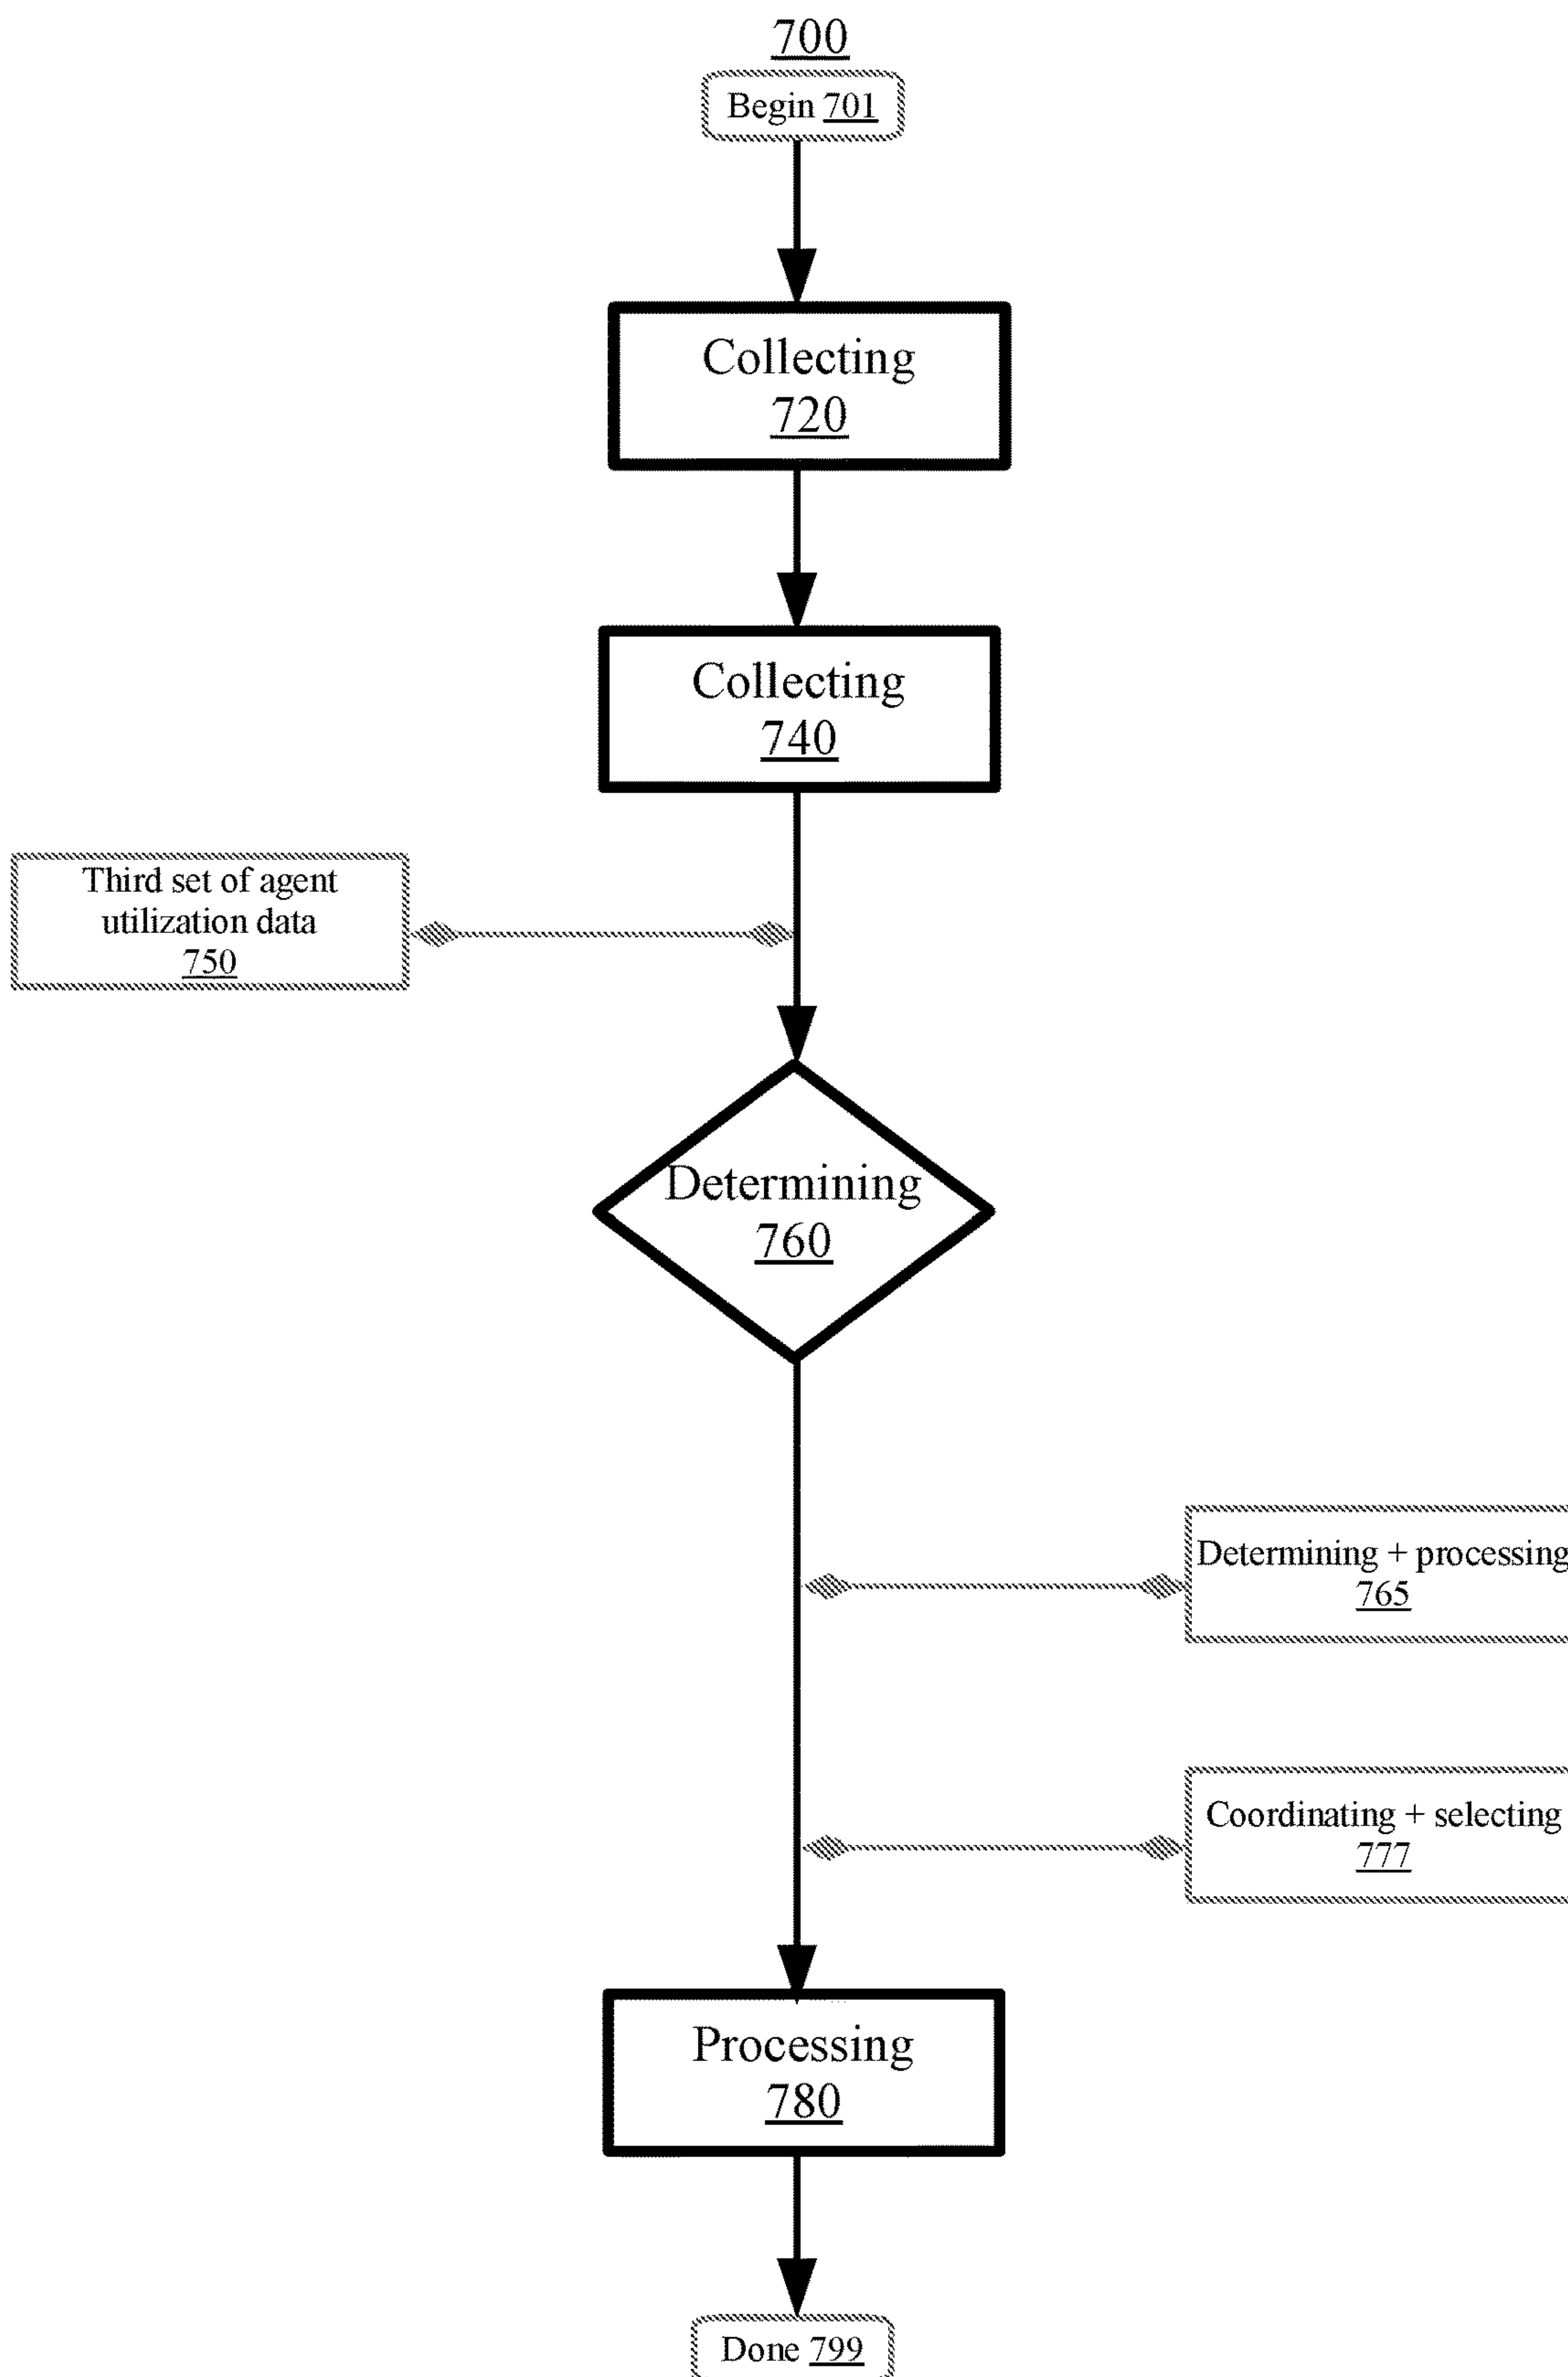 700
Begin 701
Collecting
720
Collecting
740
Third set of agent
utilization data
750
Determining
760
Determining + processing
765
Coordinating + selecting
777
Processing
780
Done 799